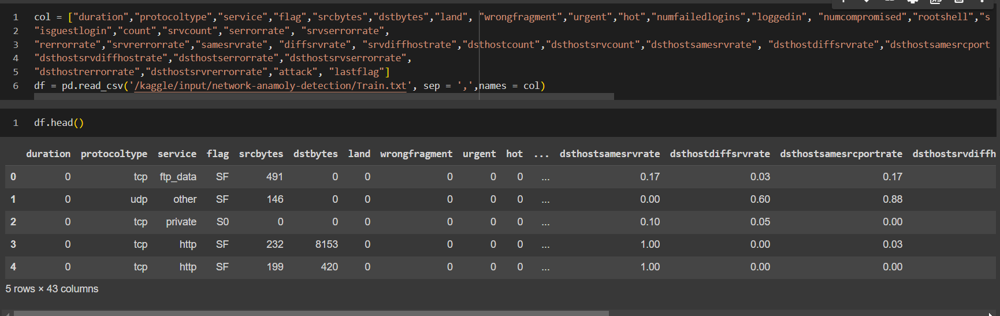 1 col = ["duration","protocoltype","service","flag","srcbytes","dstbytes","land", "wrongfragment","urgent","hot","numfailedlogins","loggedin", "numcompromised","rootshell","s
2 "isguestlogin","count","srvcount","serrorrate", "srvserrorrate",
3 "rerrorrate","srvrerrorrate","samesrvrate", "diffsrvrate", "srvdiffhostrate","dsthostcount","dsthostsrvcount","dsthostsamesrvrate", "dsthostdiffsrvrate","dsthostsamesrcport
4 "dsthostsrvdiffhostrate","dsthostserrorrate","dsthostsrvserrorrate",
5 "dsthostrerrorrate","dsthostsrvrerrorrate","attack", "lastflag"]
6 df = pd.read_csv('/kaggle/input/network-anamoly-detection/Train.txt', sep = ',',names = col)
1 df.head()
duration protocoltype service flag srcbytes dstbytes land wrongfragment urgent hot ... dsthostsamesrvrate dsthostdiffsrvrate dsthostsamesrcportrate dsthostsrvdiffh
0 0 tcp ftp_data SF 491 0 0 0 0 0 ... 0.17 0.03 0.17
1 0 udp other SF 146 0 0 0 0 0 ... 0.00 0.60 0.88
2 0 tcp private S0 0 0 0 0 0 0 ... 0.10 0.05 0.00
3 0 tcp http SF 232 8153 0 0 0 0 ... 1.00 0.00 0.03
4 0 tcp http SF 199 420 0 0 0 0 ... 1.00 0.00 0.00
5 rows × 43 columns